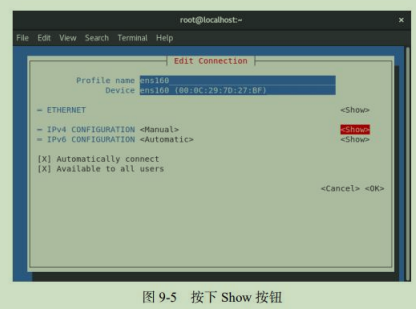 root@localhost:~ ×
File Edit View Search Terminal Help
Edit Connection
Profile name ens160
Device ens160 (00:0C:29:7D:27:BF)
= ETHERNET <Show>
= IPv4 CONFIGURATION <Manual> <Show>
= IPv6 CONFIGURATION <Automatic> <Show>
[X] Automatically connect
[X] Available to all users
<Cancel> <OK>
图 9-5 按下 Show 按钮